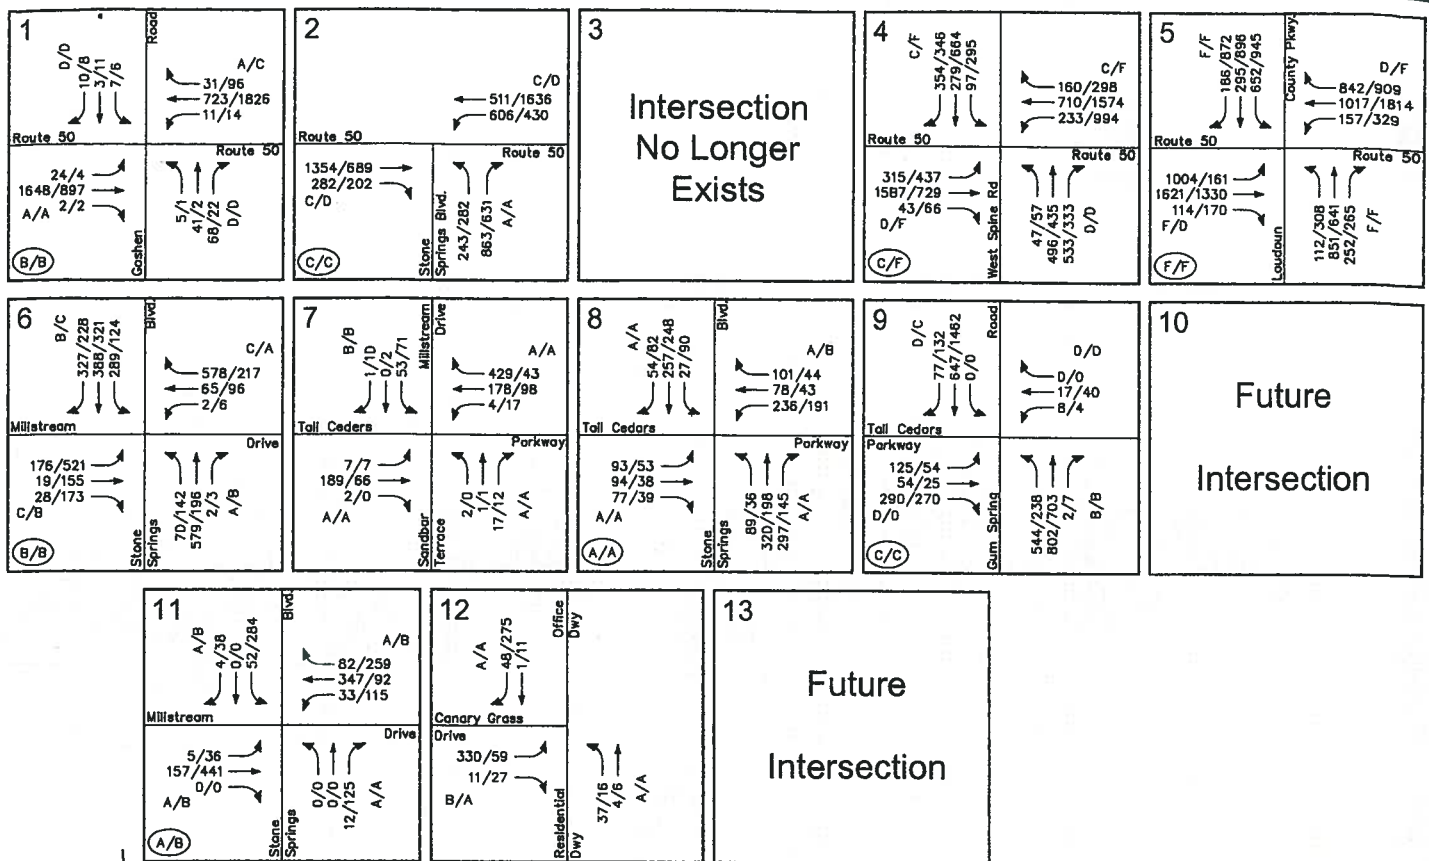 1
Road
D/D
10/8
3/11
7/6
A/C
31/96
723/1826
11/14
Route 50
Route 50
24/4
1648/897
2/2
A/A
5/1
4/2
68/22
D/D
Goshen
B/B
2
C/D
511/1636
606/430
Route 50
Route 50
1354/689
282/202
C/D
243/282
863/631
A/A
Stone
Springs Blvd.
C/C
3
Intersection
No Longer
Exists
4
C/F
354/346
279/664
97/295
C/F
160/298
710/1574
233/994
Route 50
Route 50
315/437
1587/729
43/66
D/F
47/57
496/435
533/333
D/D
West Spine Rd
C/F
5
F/F
186/872
295/896
652/945
County Pkwy.
D/F
842/909
1017/1814
157/329
Route 50
Route 50
1004/161
1621/1330
114/170
F/D
112/308
851/641
252/265
F/F
Loudoun
F/F
6
B/C
327/228
388/321
289/124
Blvd.
C/A
578/217
65/96
2/6
Millstream
Drive
176/521
19/155
28/173
C/B
70/142
579/196
2/3
A/B
Stone
Springs
B/B
7
B/B
1/10
0/2
53/71
Millstream
Drive
A/A
429/43
178/98
4/17
Tall Ceders
Parkway
7/7
189/66
2/0
A/A
2/0
1/1
17/12
A/A
Sandbar
Terrace
8
A/A
54/82
257/248
27/90
Blvd.
A/B
101/44
78/43
236/191
Tall Cedars
Parkway
93/53
94/38
77/39
A/A
89/36
320/198
297/145
A/A
Stone
Springs
A/A
9
D/C
77/132
647/1462
0/0
Road
D/D
0/0
17/40
8/4
Tall Cedars
Parkway
125/54
54/25
290/270
D/D
544/238
802/703
2/7
B/B
Gum Spring
C/C
10
Future
Intersection
11
A/B
4/38
0/0
52/284
Blvd.
A/B
82/259
347/92
33/115
Millstream
Drive
5/36
157/441
0/0
A/B
0/0
0/0
12/125
A/A
Stone
Springs
A/B
12
A/A
48/275
1/11
Office
Dwy
Canary Grass
Drive
330/59
11/27
B/A
37/16
4/6
A/A
Residential
Dwy
13
Future
Intersection